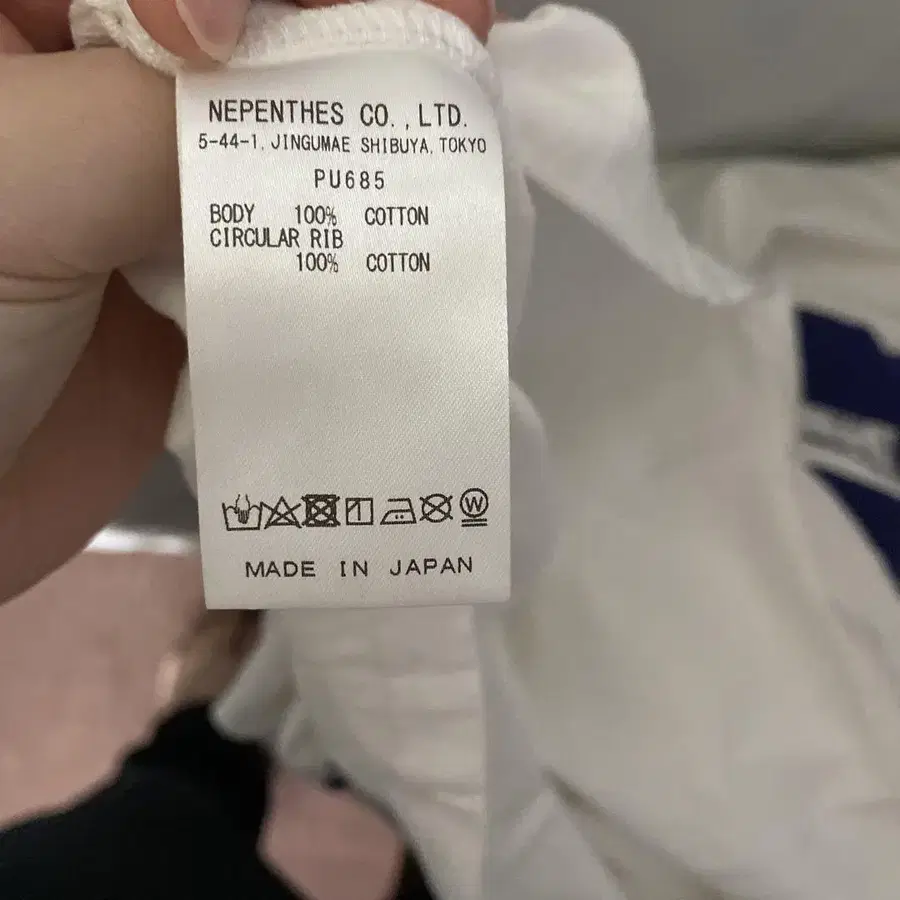 NEPENTHES CO., LTD.
5-44-1, JINGUMAE SHIBUYA, TOKYO
PU685
BODY 100% COTTON
CIRCULAR RIB
100% COTTON
W
MADE IN JAPAN